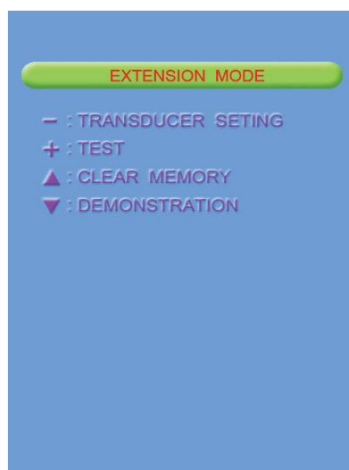 EXTENSION MODE
− : TRANSDUCER SETING
+ : TEST
▲ : CLEAR MEMORY
▼ : DEMONSTRATION